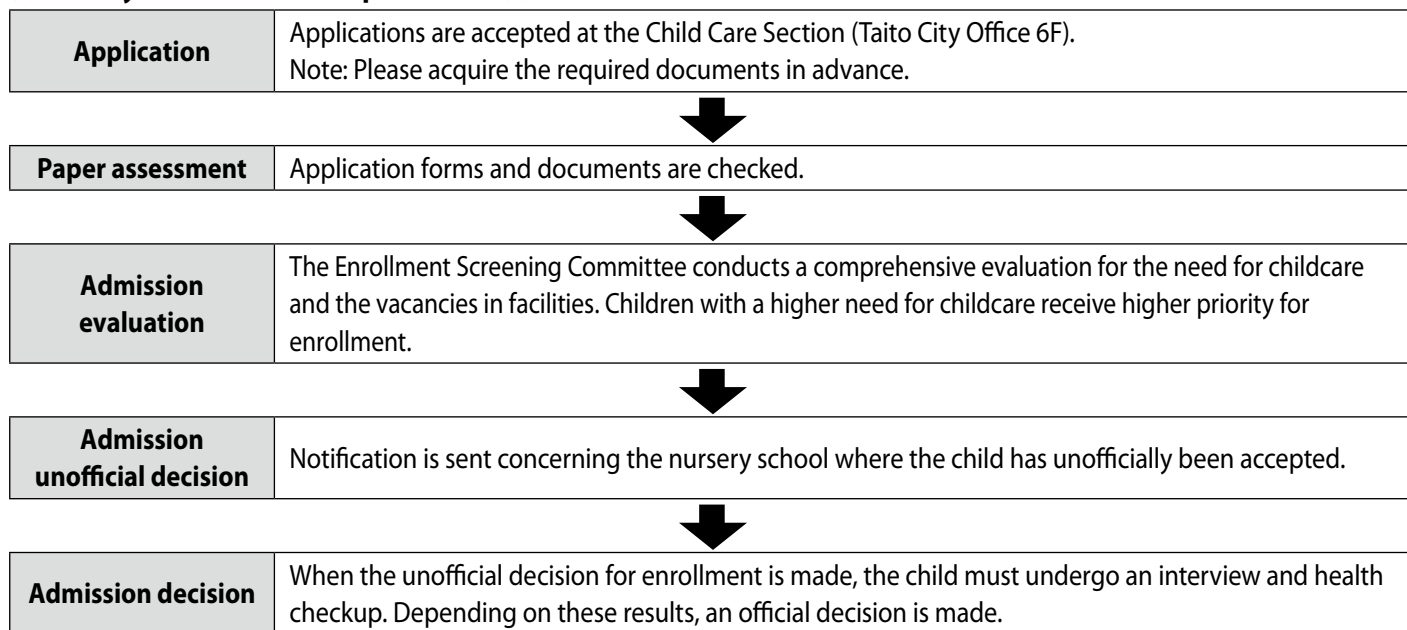 Application
Applications are accepted at the Child Care Section (Taito City Office 6F).
Note: Please acquire the required documents in advance.
Paper assessment
Application forms and documents are checked.
Admission
evaluation
The Enrollment Screening Committee conducts a comprehensive evaluation for the need for childcare
and the vacancies in facilities. Children with a higher need for childcare receive higher priority for
enrollment.
Admission
unofficial decision
Notification is sent concerning the nursery school where the child has unofficially been accepted.
Admission decision
When the unofficial decision for enrollment is made, the child must undergo an interview and health
checkup. Depending on these results, an official decision is made.